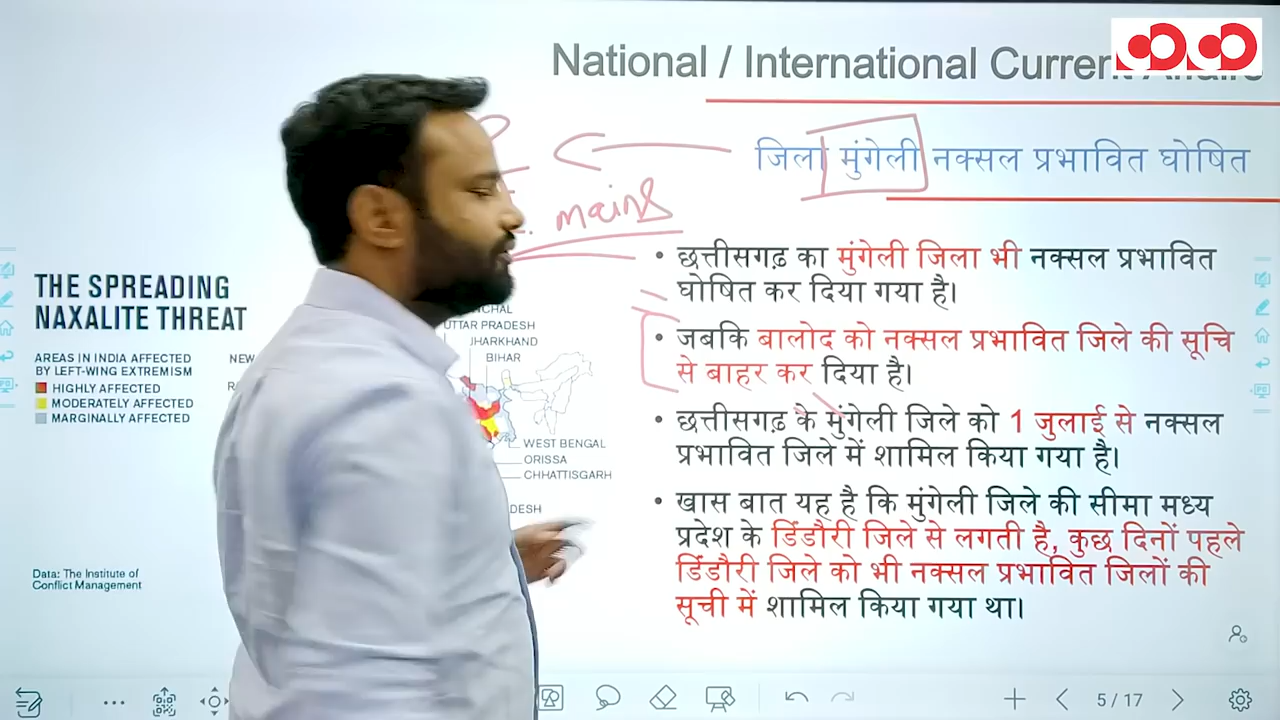 National / International Current Affairs
जिला मुंगेली नक्सल प्रभावित घोषित
mains
• छत्तीसगढ़ का मुंगेली जिला भी नक्सल प्रभावित
घोषित कर दिया गया है।
• जबकि बालोद को नक्सल प्रभावित जिले की सूचि
से बाहर कर दिया है।
• छत्तीसगढ़ के मुंगेली जिले को 1 जुलाई से नक्सल
प्रभावित जिले में शामिल किया गया है।
• खास बात यह है कि मुंगेली जिले की सीमा मध्य
प्रदेश के डिंडौरी जिले से लगती है, कुछ दिनों पहले
डिंडौरी जिले को भी नक्सल प्रभावित जिलों की
सूची में शामिल किया गया था।
THE SPREADING
NAXALITE THREAT
AREAS IN INDIA AFFECTED
BY LEFT-WING EXTREMISM
HIGHLY AFFECTED
MODERATELY AFFECTED
MARGINALLY AFFECTED
NEW
UTTAR PRADESH
JHARKHAND
BIHAR
WEST BENGAL
ORISSA
CHHATTISGARH
Data: The Institute of
Conflict Management
5 / 17